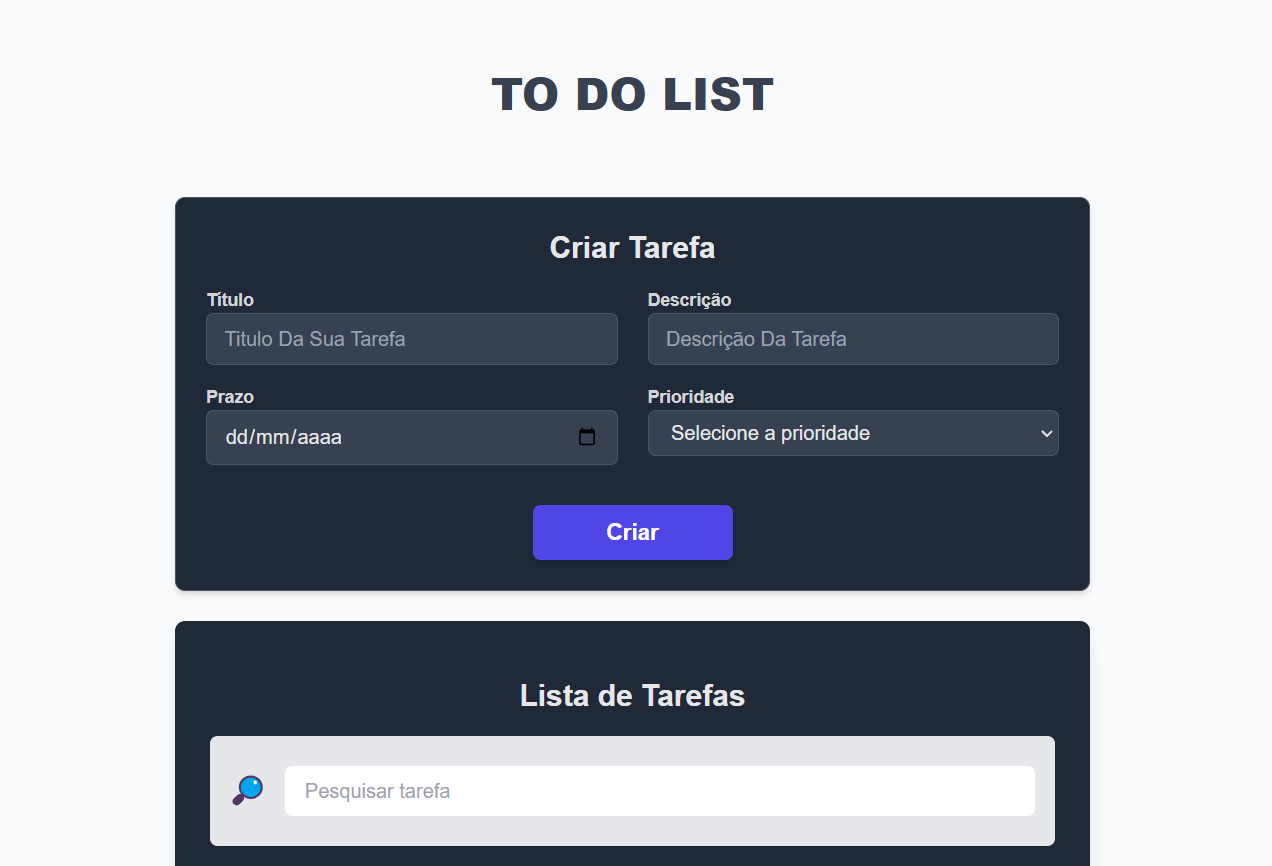 TO DO LIST
Criar Tarefa
Título
Descrição
Titulo Da Sua Tarefa
Descrição Da Tarefa
Prazo
Prioridade
dd/mm/aaaa
Selecione a prioridade
Criar
Lista de Tarefas
Pesquisar tarefa